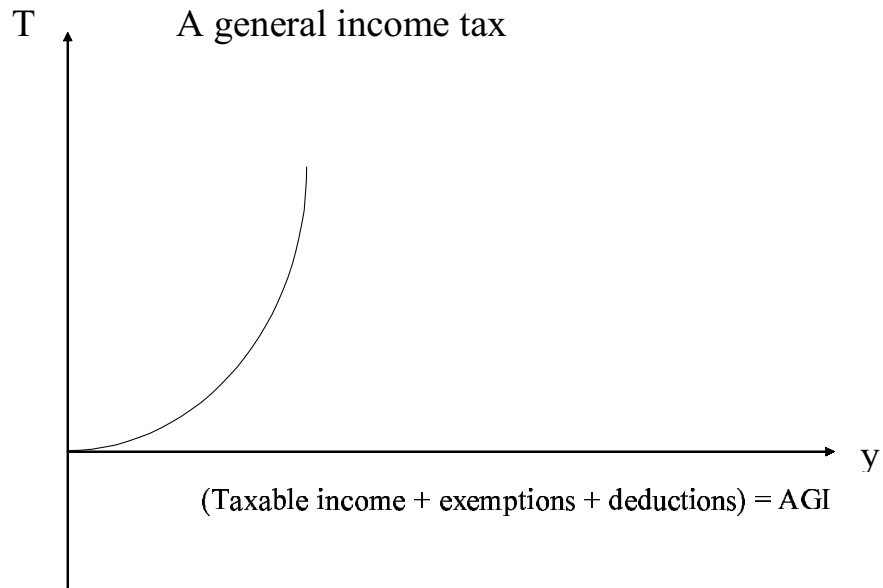 T
A general income tax
y
(Taxable income + exemptions + deductions) = AGI